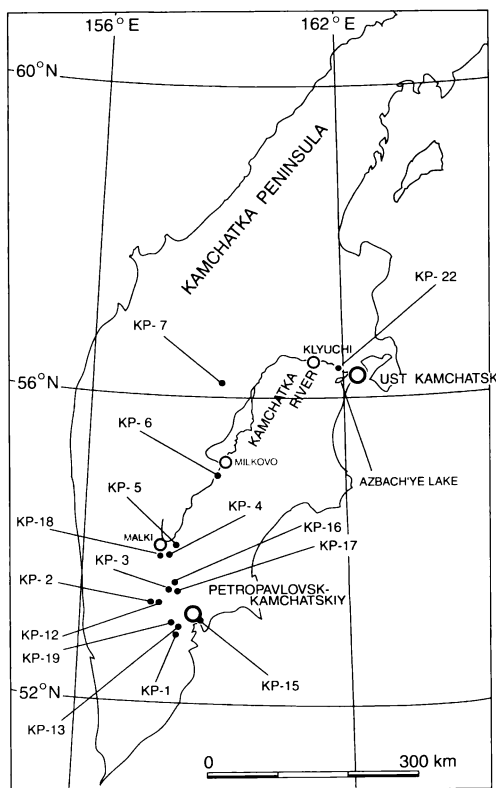 156° E
162° E
60° N
KAMCHATKA PENINSULA
KP- 22
KP- 7
KLYUCHI
56° N
UST KAMCHATSK
KAMCHATKA
RIVER
KP- 6
MILKOVO
AZBACH'YE LAKE
KP- 5
KP- 4
KP-18
KP-16
MALKI
KP- 3
KP-17
KP- 2
PETROPAVLOVSK-
KAMCHATSKIY
KP-12
KP-19
52° N
KP-1
KP-15
KP-13
0
300 km